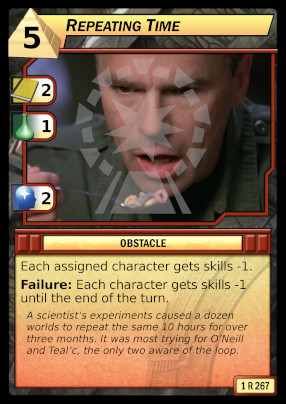 5
REPEATING TIME
2
1
2
OBSTACLE
Each assigned character gets skills -1.
Failure: Each character gets skills -1
until the end of the turn.
A scientist's experiments caused a dozen
worlds to repeat the same 10 hours for over
three months. It was most trying for O'Neill
and Teal'c, the only two aware of the loop.
1 R 267